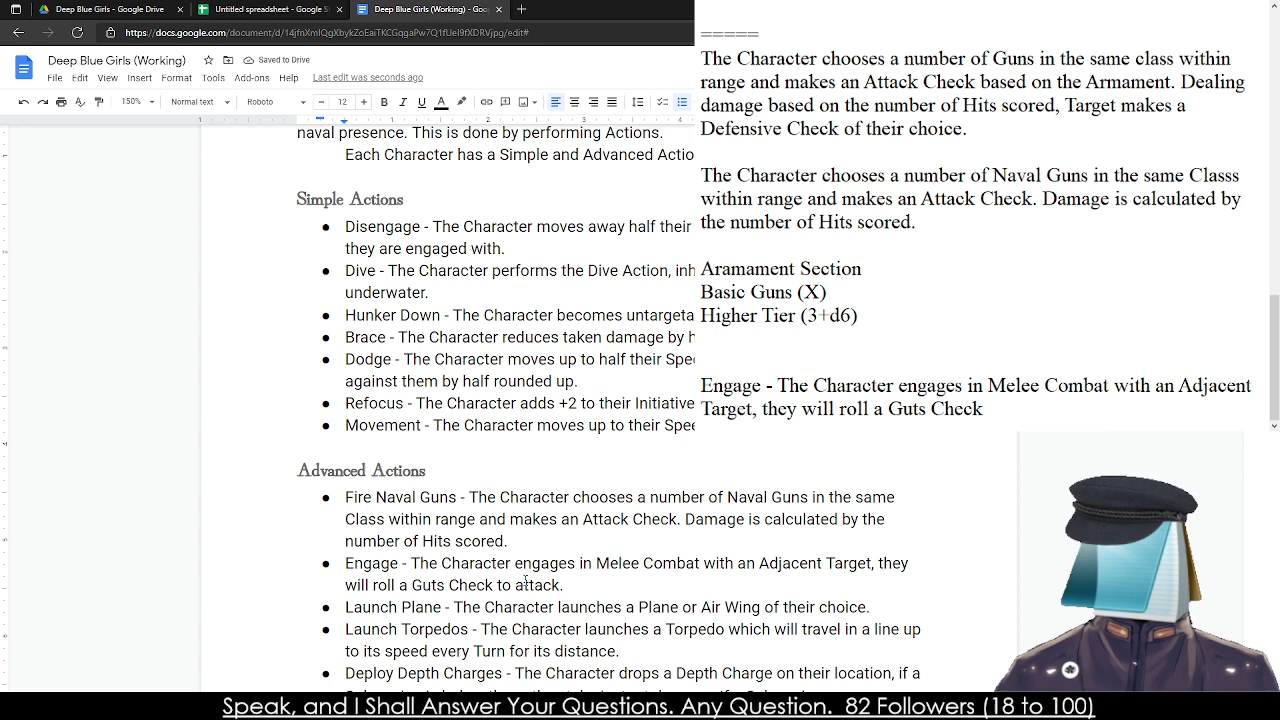 Deep Blue Girls - Google Drive
Untitled spreadsheet - Google S
Deep Blue Girls (Working) - Goo
Deep Blue Girls (Working)
Saved to Drive
File Edit View Insert Format Tools Add-ons Help Last edit was seconds ago
150% Normal text Roboto 12 B I U A
naval presence. This is done by performing Actions.
Each Character has a Simple and Advanced Actio
Simple Actions
● Disengage - The Character moves away half their
they are engaged with.
● Dive - The Character performs the Dive Action, inh
underwater.
● Hunker Down - The Character becomes untargeta
● Brace - The Character reduces taken damage by h
● Dodge - The Character moves up to half their Spe
against them by half rounded up.
● Refocus - The Character adds +2 to their Initiative
● Movement - The Character moves up to their Spe
Advanced Actions
● Fire Naval Guns - The Character chooses a number of Naval Guns in the same
Class within range and makes an Attack Check. Damage is calculated by the
number of Hits scored.
● Engage - The Character engages in Melee Combat with an Adjacent Target, they
will roll a Guts Check to attack.
● Launch Plane - The Character launches a Plane or Air Wing of their choice.
● Launch Torpedos - The Character launches a Torpedo which will travel in a line up
to its speed every Turn for its distance.
● Deploy Depth Charges - The Character drops a Depth Charge on their location, if a
=====
The Character chooses a number of Guns in the same class within
range and makes an Attack Check based on the Armament. Dealing
damage based on the number of Hits scored, Target makes a
Defensive Check of their choice.
The Character chooses a number of Naval Guns in the same Classs
within range and makes an Attack Check. Damage is calculated by
the number of Hits scored.
Aramament Section
Basic Guns (X)
Higher Tier (3+d6)
Engage - The Character engages in Melee Combat with an Adjacent
Target, they will roll a Guts Check
Speak, and I Shall Answer Your Questions. Any Question. 82 Followers (18 to 100)